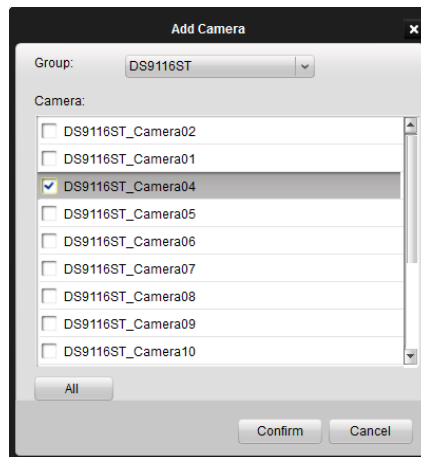 Add Camera
Group: DS9116ST
Camera:
DS9116ST_Camera02
DS9116ST_Camera01
DS9116ST_Camera04
DS9116ST_Camera05
DS9116ST_Camera06
DS9116ST_Camera07
DS9116ST_Camera08
DS9116ST_Camera09
DS9116ST_Camera10
All
Confirm Cancel